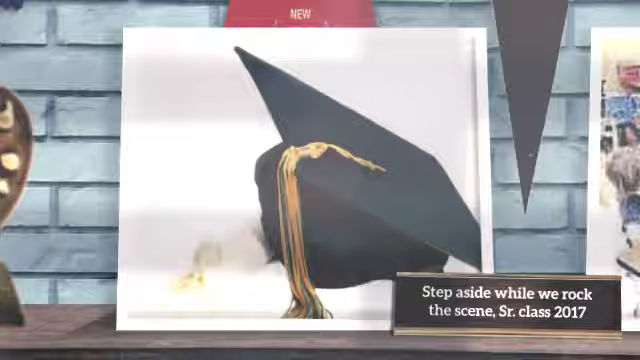 NEW
Step aside while we rock
the scene, Sr. class 2017